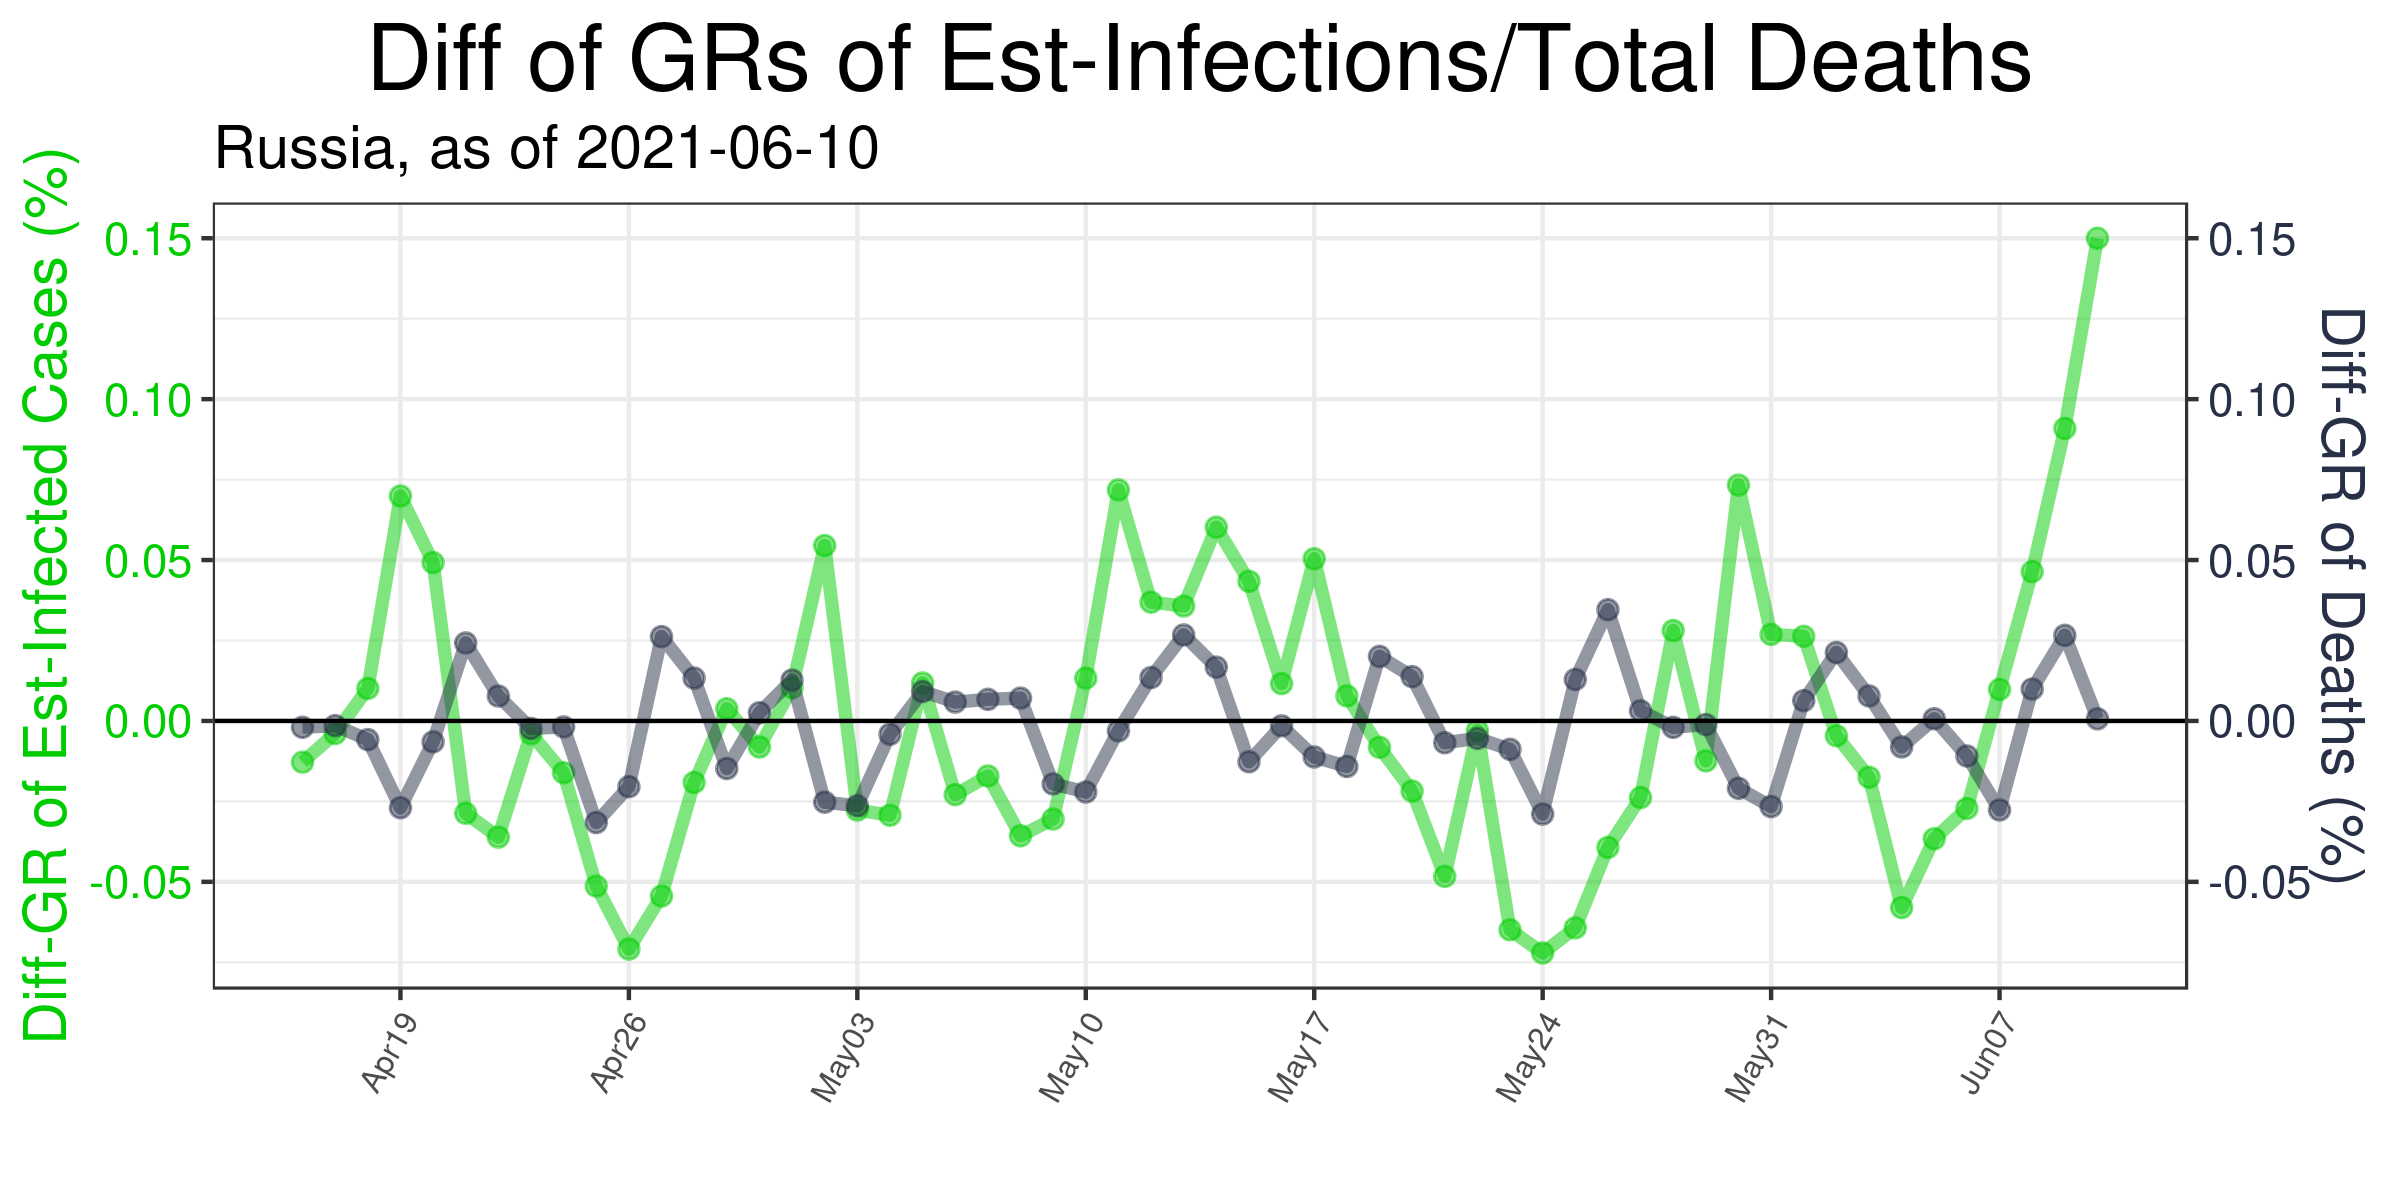 Diff of GRs of Est-Infections/Total Deaths
Russia, as of 2021-06-10
Diff-GR of Est-Infected Cases (%)
0.15
0.10
0.05
0.00
-0.05
0.15
0.10
0.05
0.00
-0.05
Diff-GR of Deaths (%)
Apr19
Apr26
May03
May10
May17
May24
May31
Jun07